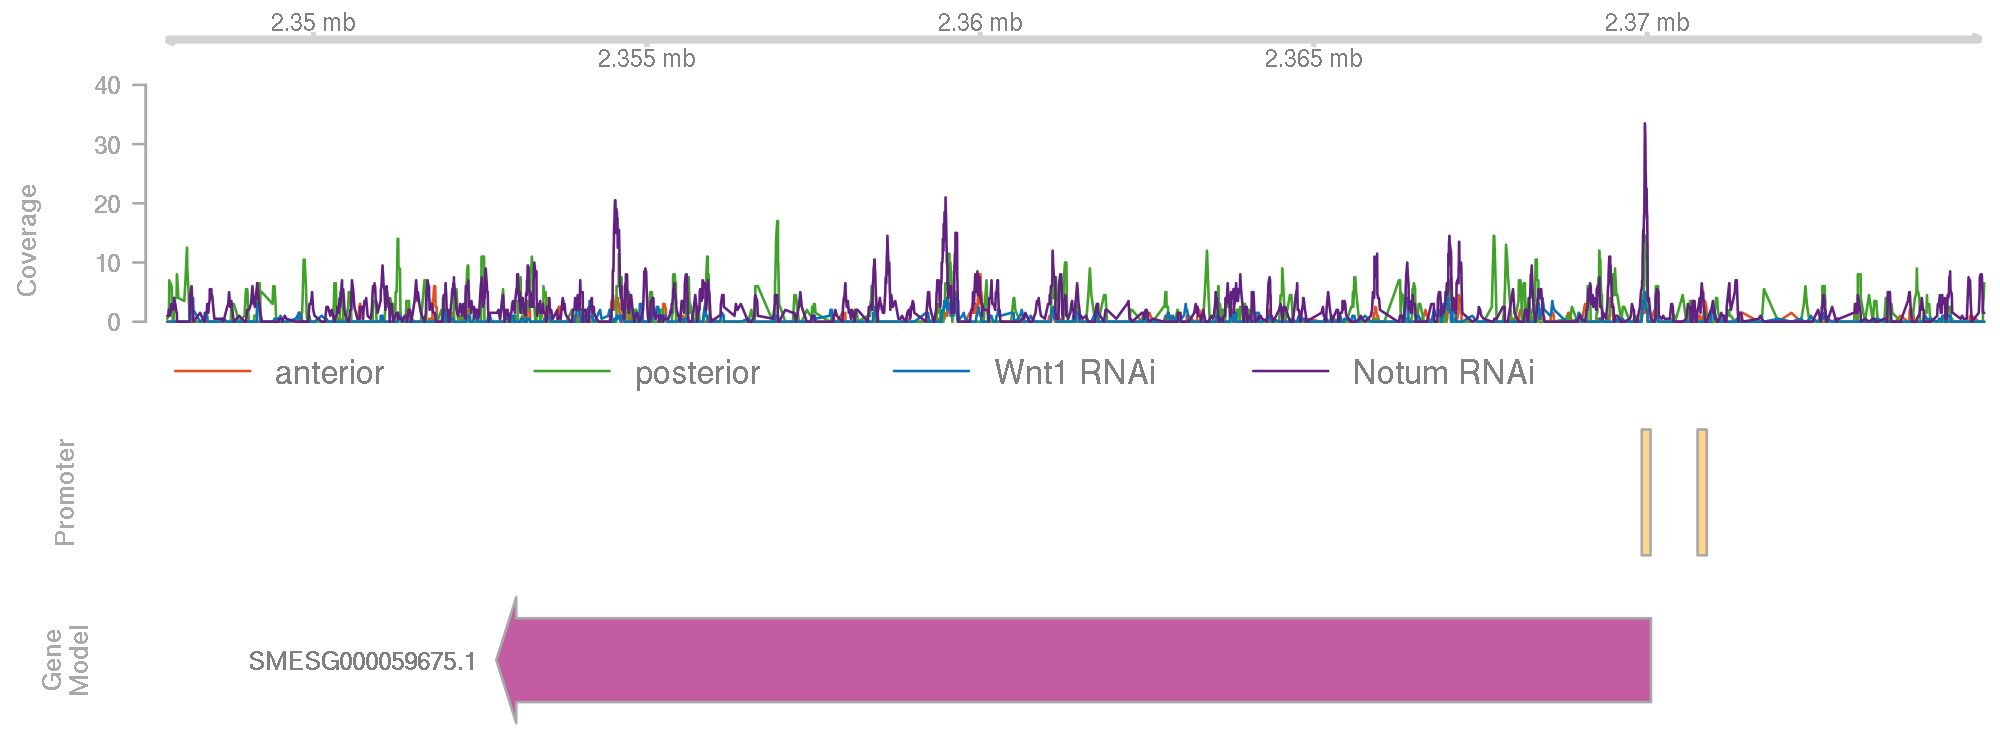 2.35 mb
2.36 mb
2.37 mb
2.355 mb
2.365 mb
Coverage
40
30
20
10
0
anterior
posterior
Wnt1 RNAi
Notum RNAi
Promoter
Gene
Model
SMESG000059675.1